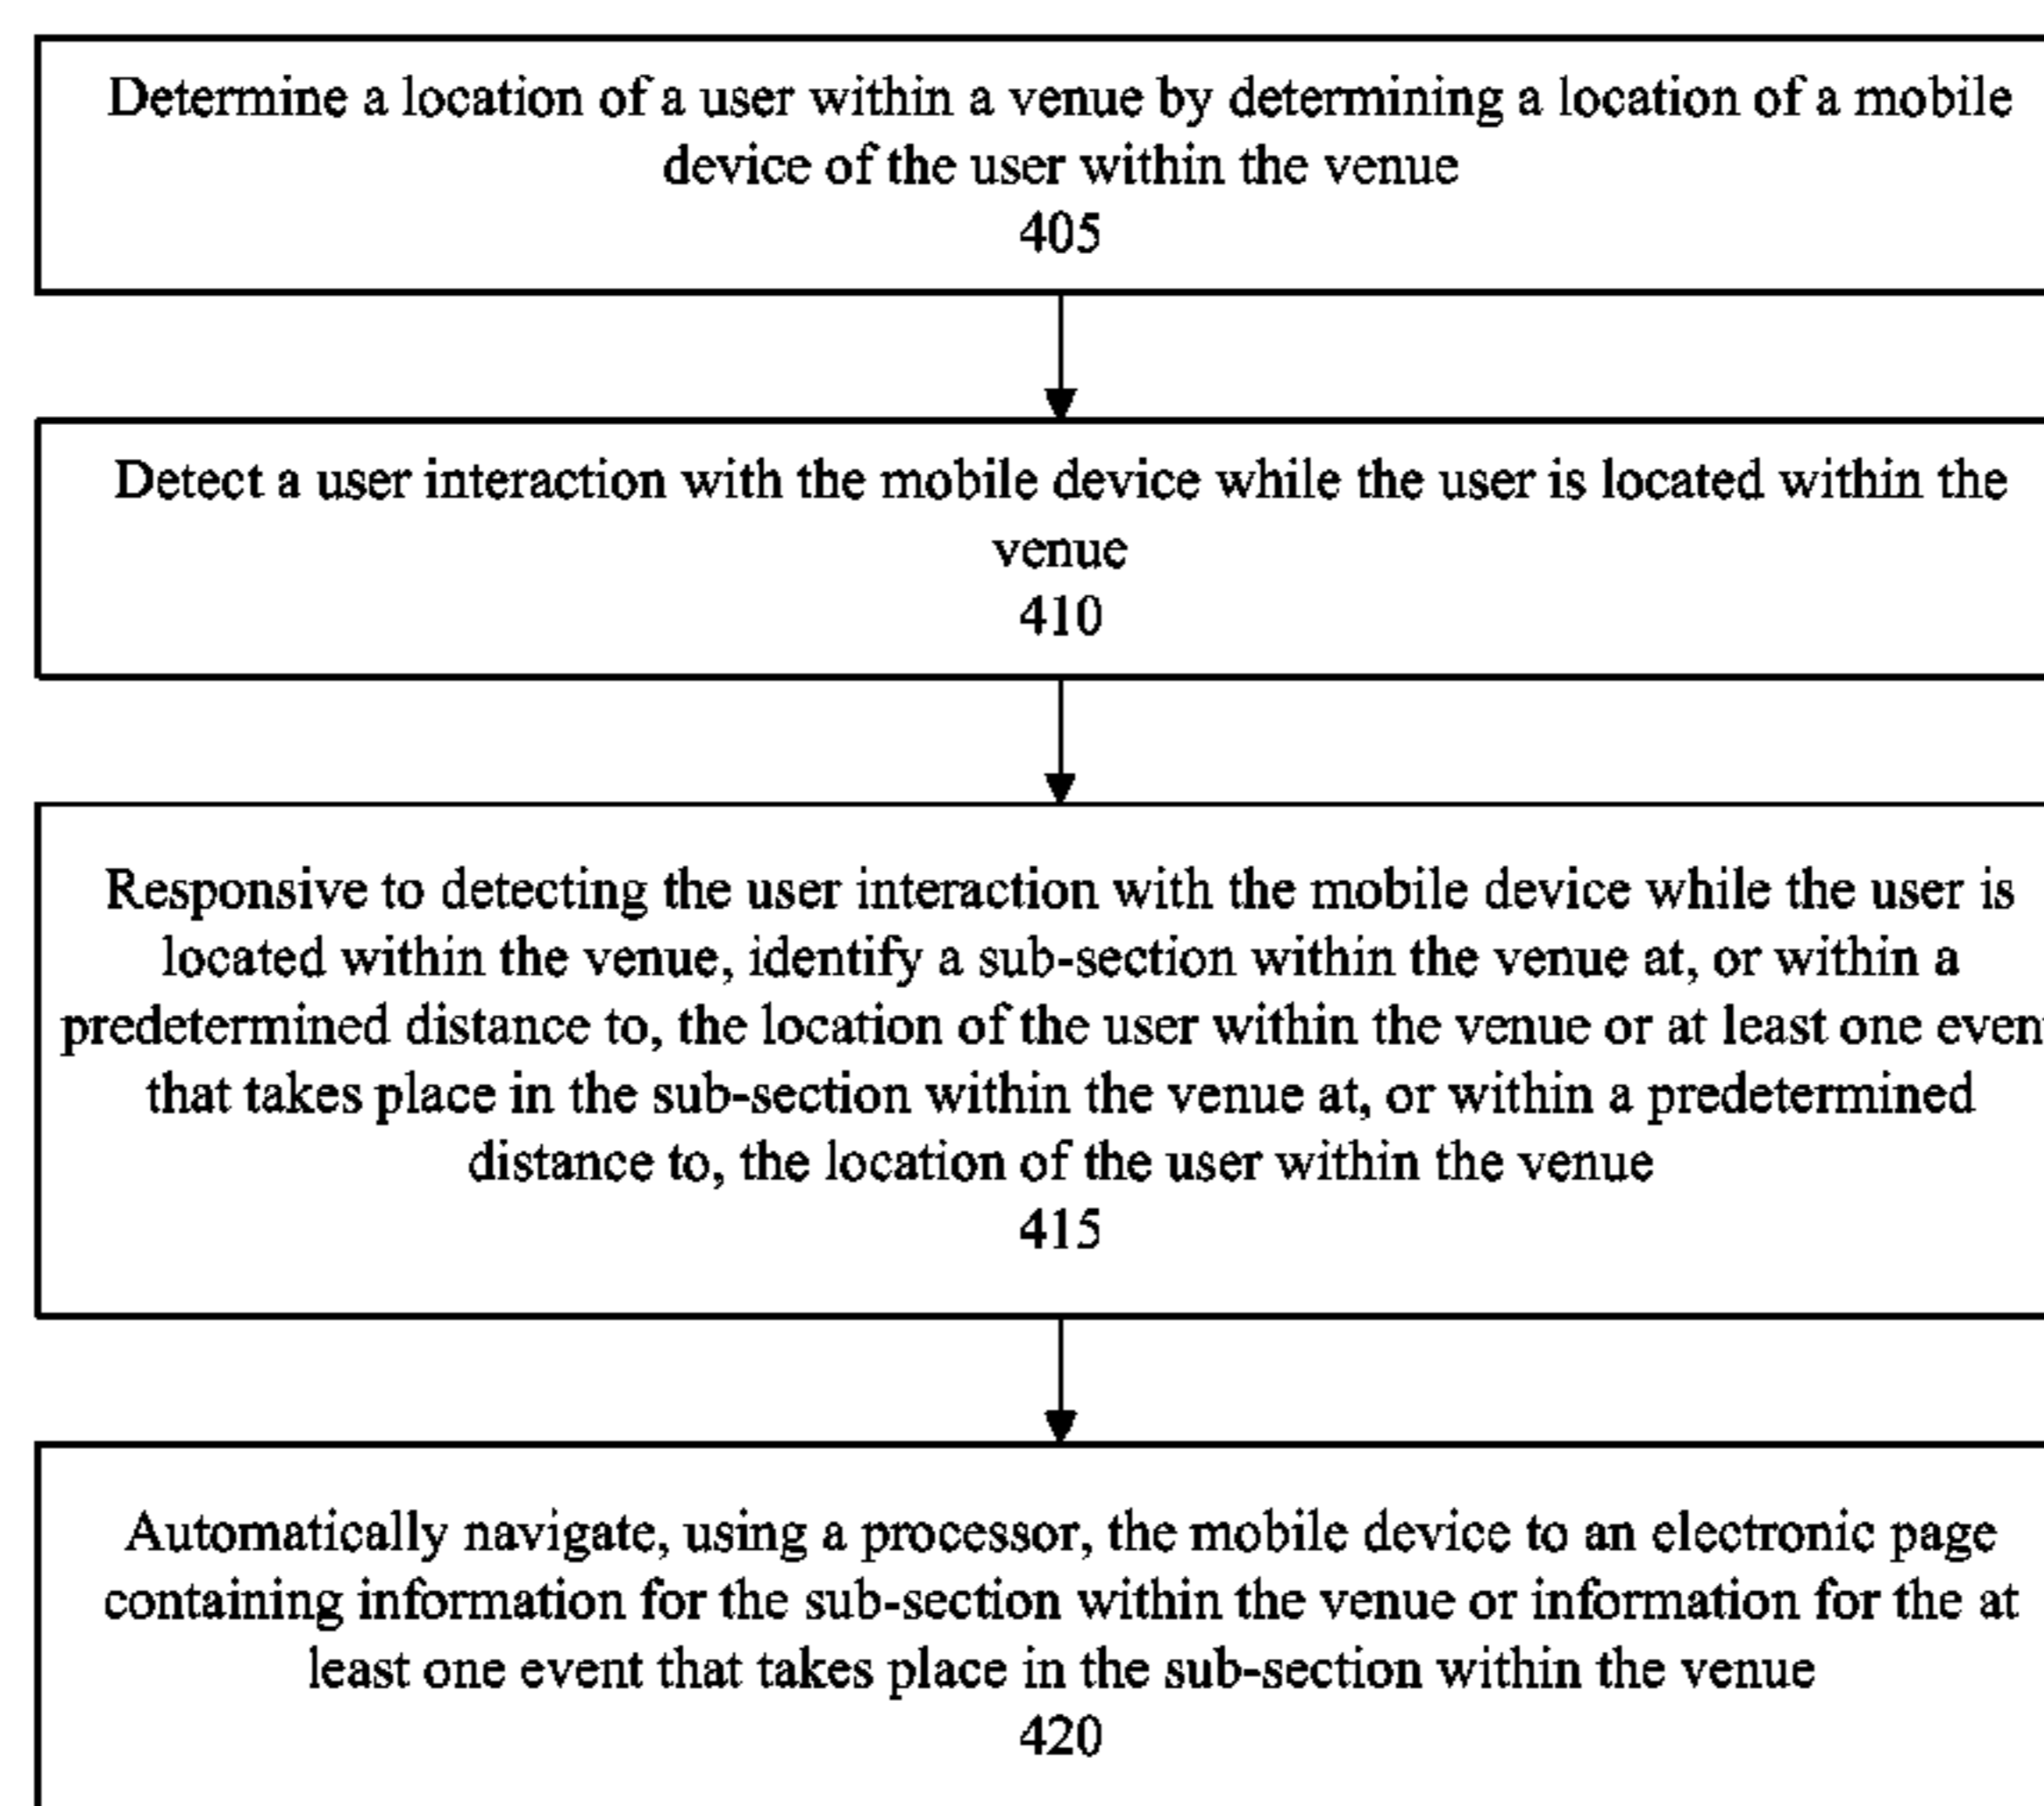 Determine a location of a user within a venue by determining a location of a mobile
device of the user within the venue
405
Detect a user interaction with the mobile device while the user is located within the
venue
410
Responsive to detecting the user interaction with the mobile device while the user is
located within the venue, identify a sub-section within the venue at, or within a
predetermined distance to, the location of the user within the venue or at least one event
that takes place in the sub-section within the venue at, or within a predetermined
distance to, the location of the user within the venue
415
Automatically navigate, using a processor, the mobile device to an electronic page
containing information for the sub-section within the venue or information for the at
least one event that takes place in the sub-section within the venue
420